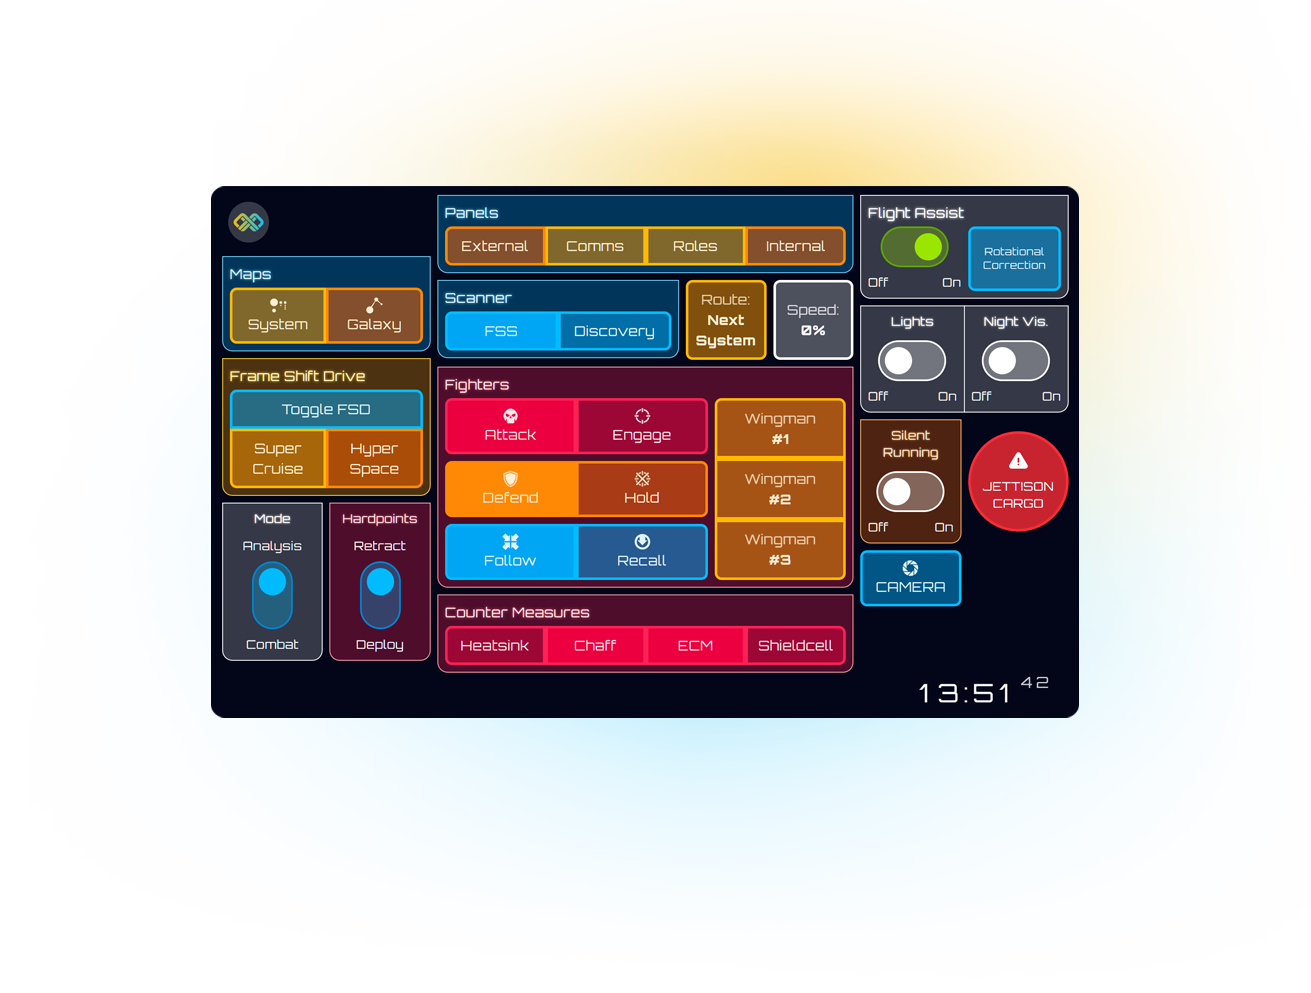 Maps
System
Galaxy
Frame Shift Drive
Toggle FSD
Super
Cruise
Hyper
Space
Mode
Analysis
Combat
Hardpoints
Retract
Deploy
Panels
External
Comms
Roles
Internal
Scanner
FSS
Discovery
Route:
Next
System
Speed:
0%
Fighters
Attack
Engage
Defend
Hold
Follow
Recall
Wingman
#1
Wingman
#2
Wingman
#3
Counter Measures
Heatsink
Chaff
ECM
Shieldcell
Flight Assist
Off
On
Rotational
Correction
Lights
Off
On
Night Vis.
Off
On
Silent
Running
Off
On
JETTISON
CARGO
CAMERA
13:51 42